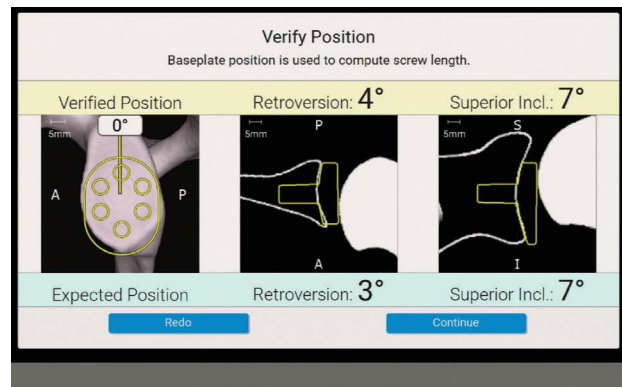 Verify Position
Baseplate position is used to compute screw length.
Verified Position Retroversion: 4° Superior Incl.: 7°
0°
5mm P 5mm S
5mm
A P
A I
Expected Position Retroversion: 3° Superior Incl.: 7°
Redo Continue